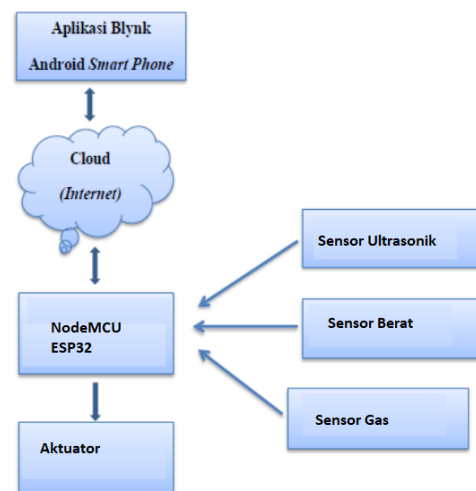 Aplikasi Blynk
Android Smart Phone
Cloud
(Internet)
Sensor Ultrasonik
NodeMCU
ESP32
Sensor Berat
Aktuator
Sensor Gas